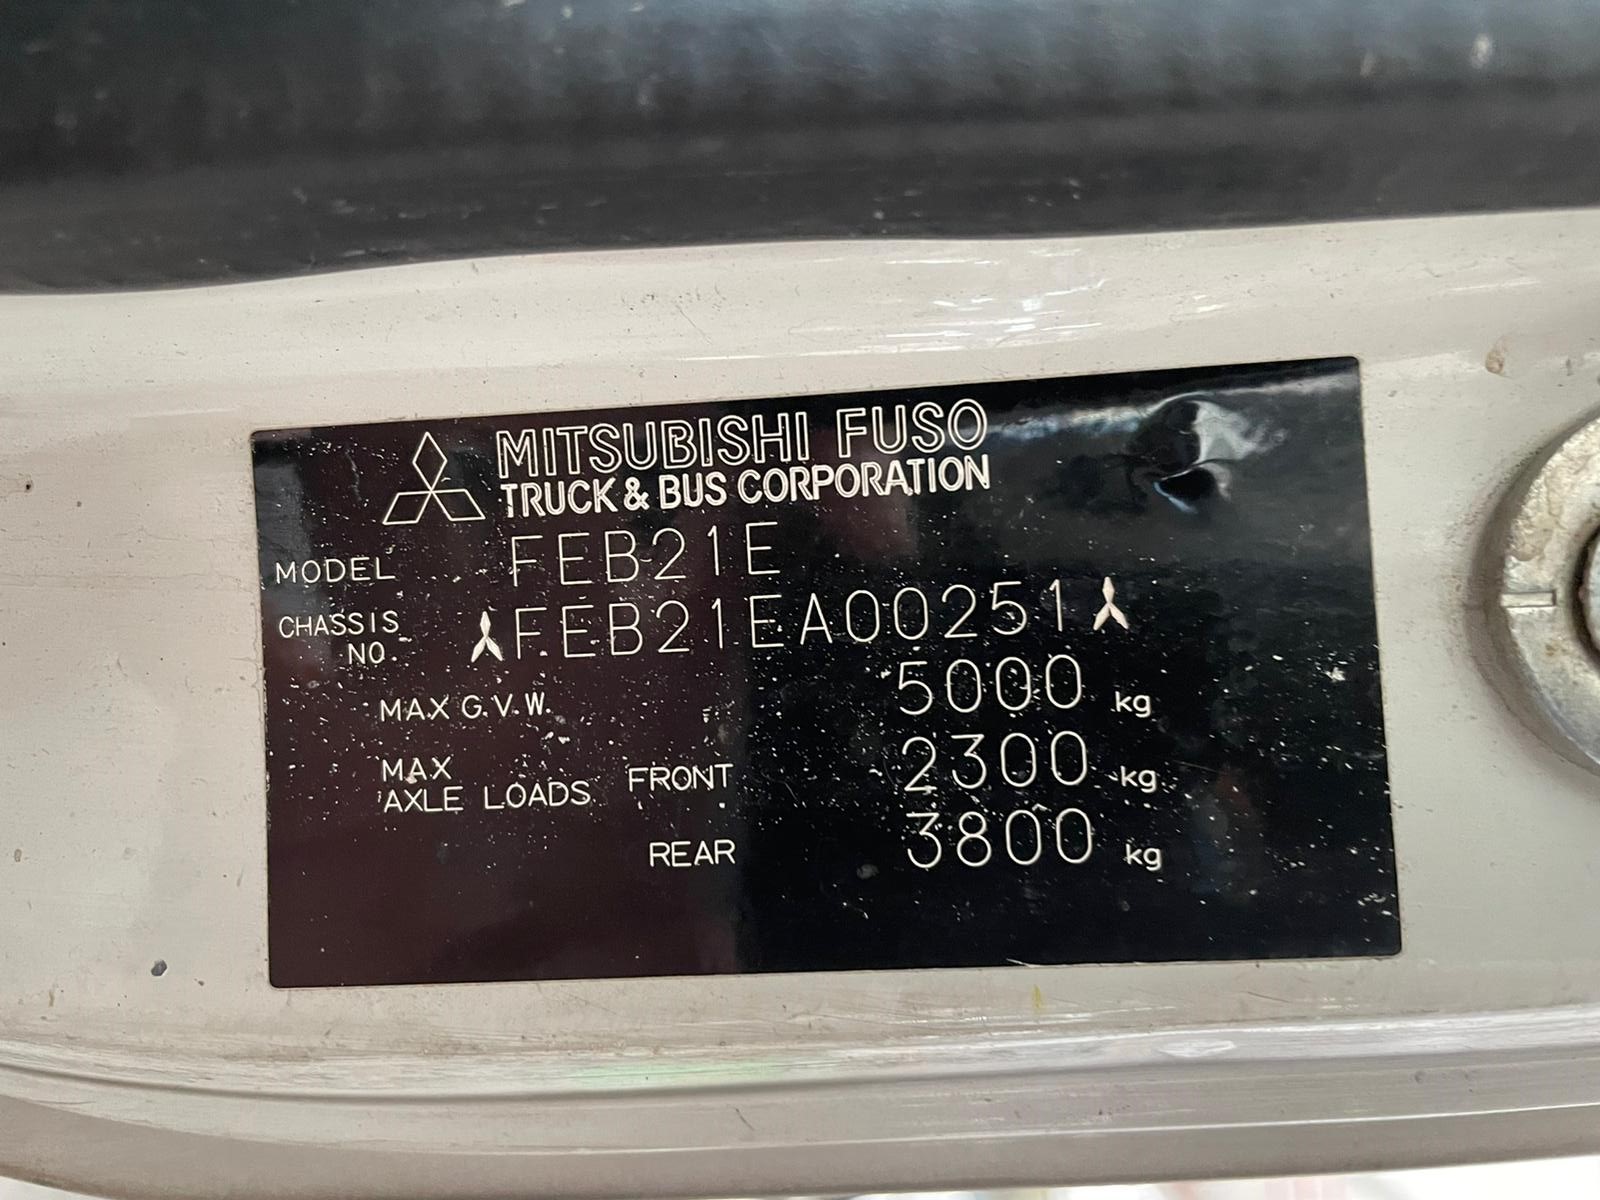 MITSUBISHI FUSO
TRUCK & BUS CORPORATION
MODEL FEB21E
CHASSIS NO. FEB21EA00251
MAX G.V.W. 5000 kg
MAX AXLE LOADS FRONT 2300 kg
REAR 3800 kg